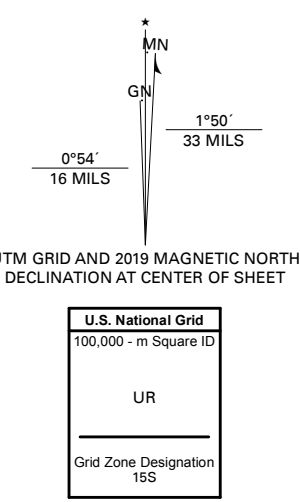 ★
MN
GN
1°50´
33 MILS
0°54´
16 MILS
UTM GRID AND 2019 MAGNETIC NORTH
DECLINATION AT CENTER OF SHEET
U.S. National Grid
100,000 - m Square ID
UR
Grid Zone Designation
15S